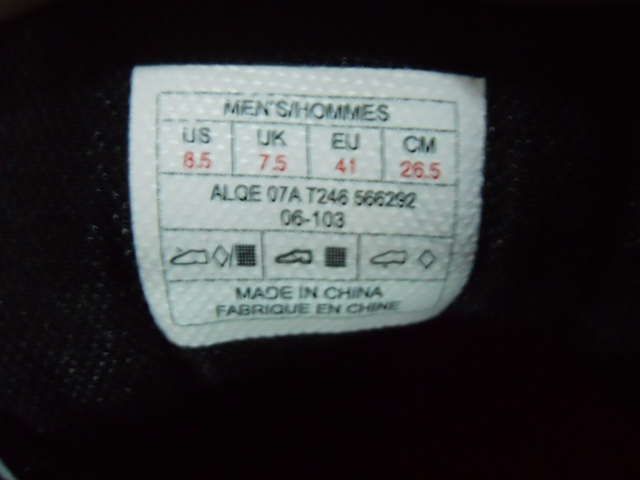 MEN'S/HOMMES
US UK EU CM
8.5 7.5 41 26.5
ALQE 07A T246 566292
06-103
MADE IN CHINA
FABRIQUE EN CHINE